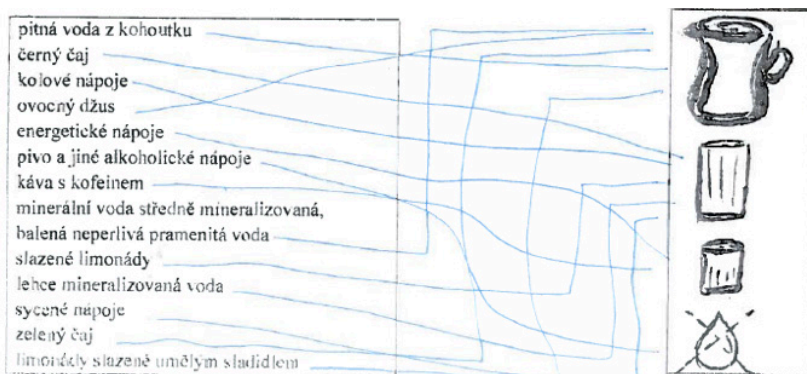 pitná voda z kohoutku
černý čaj
kolové nápoje
ovocný džus
energetické nápoje
pivo a jiné alkoholické nápoje
káva s kofeinem
minerální voda středně mineralizovaná,
balená neperlivá pramenitá voda
slazené limonády
lehce mineralizovaná voda
sycené nápoje
zelený čaj
limonády slazené umělým sladidlem